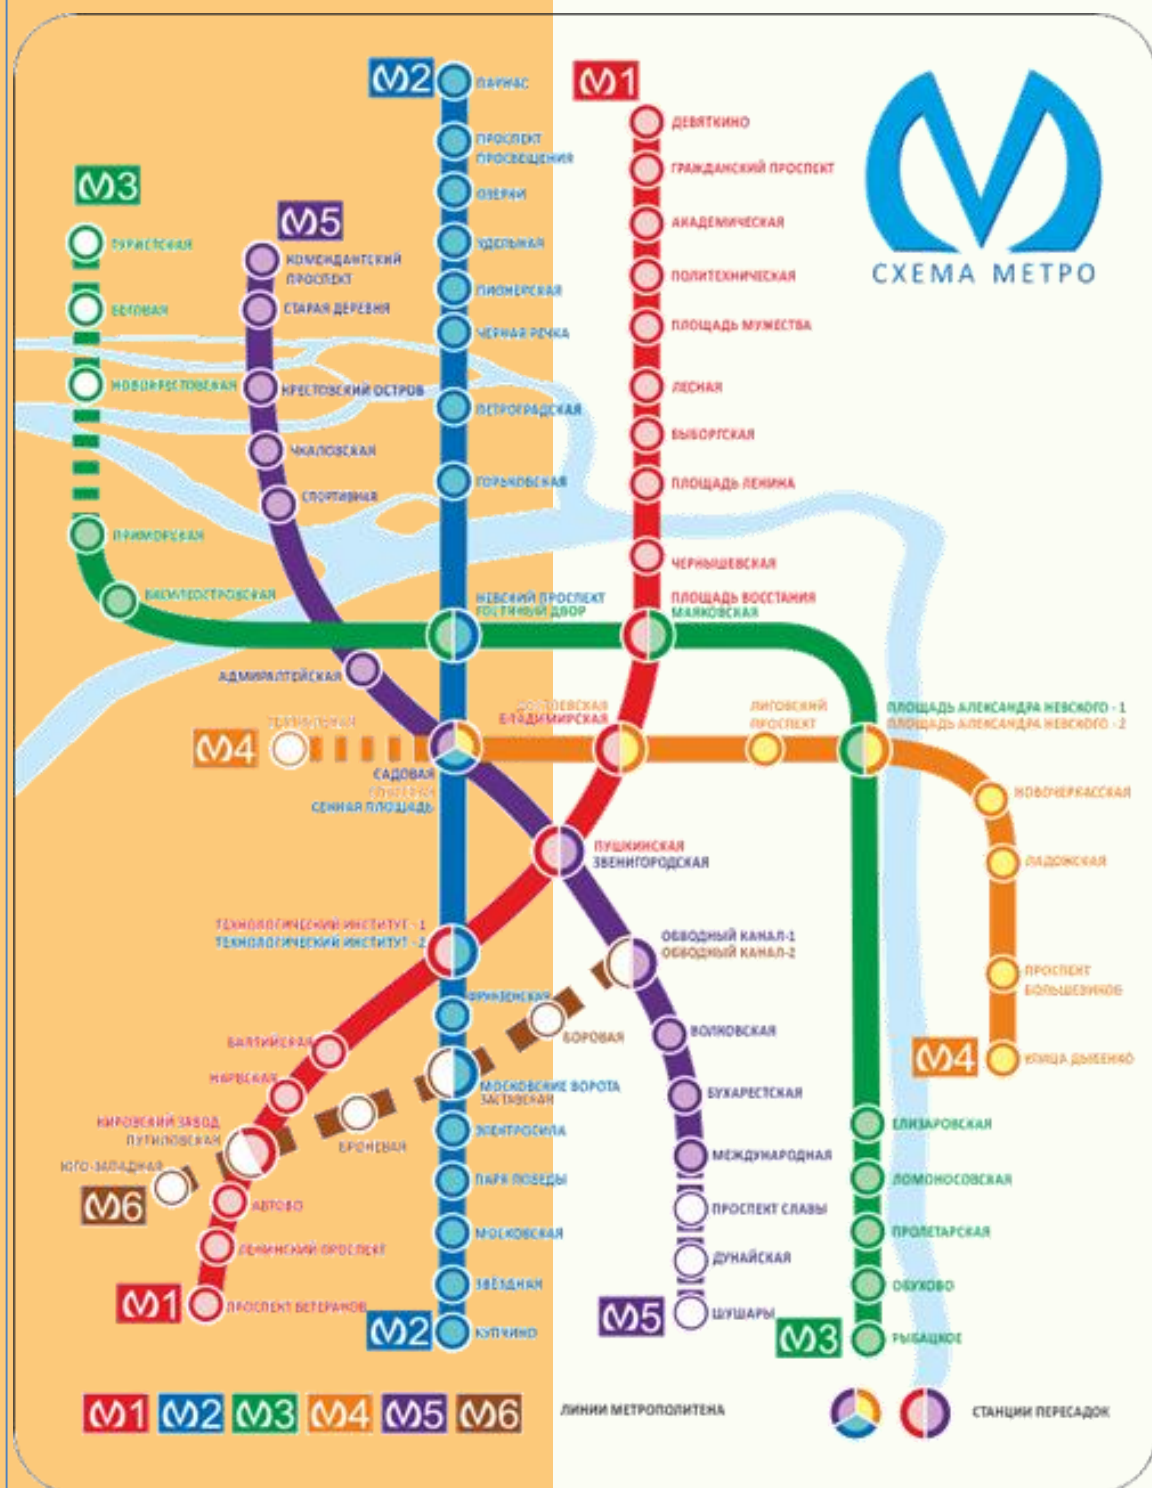 М2
ПАРНАС
ПРОСПЕКТ
ПРОСВЕЩЕНИЯ
ОЗЕРКИ
УДЕЛЬНАЯ
ПИОНЕРСКАЯ
ЧЕРНАЯ РЕЧКА
ПЕТРОГРАДСКАЯ
ГОРЬКОВСКАЯ
НЕВСКИЙ ПРОСПЕКТ
ГОСТИНЫЙ ДВОР
М1
ДЕВЯТКИНО
ГРАЖДАНСКИЙ ПРОСПЕКТ
АКАДЕМИЧЕСКАЯ
ПОЛИТЕХНИЧЕСКАЯ
ПЛОЩАДЬ МУЖЕСТВА
ЛЕСНАЯ
ВЫБОРГСКАЯ
ПЛОЩАДЬ ЛЕНИНА
ЧЕРНЫШЕВСКАЯ
ПЛОЩАДЬ ВОССТАНИЯ
МАЯКОВСКАЯ
СХЕМА МЕТРО
М3
ТУРИСТСКАЯ
БЕГОВАЯ
НОВОКРЕСТОВСКАЯ
ПРИМОРСКАЯ
ВАСИЛЕОСТРОВСКАЯ
М5
КОМЕНДАНТСКИЙ
ПРОСПЕКТ
СТАРАЯ ДЕРЕВНЯ
КРЕСТОВСКИЙ ОСТРОВ
ЧКАЛОВСКАЯ
СПОРТИВНАЯ
АДМИРАЛТЕЙСКАЯ
М4
ТЕАТРАЛЬНАЯ
САДОВАЯ
СПАССКАЯ
СЕННАЯ ПЛОЩАДЬ
ДОСТОЕВСКАЯ
ВЛАДИМИРСКАЯ
ЛИГОВСКИЙ
ПРОСПЕКТ
ПЛОЩАДЬ АЛЕКСАНДРА НЕВСКОГО - 1
ПЛОЩАДЬ АЛЕКСАНДРА НЕВСКОГО - 2
НОВОЧЕРКАССКАЯ
ЛАДОЖСКАЯ
ПРОСПЕКТ
БОЛЬШЕВИКОВ
М4
УЛИЦА ДЫБЕНКО
ПУШКИНСКАЯ
ЗВЕНИГОРОДСКАЯ
ТЕХНОЛОГИЧЕСКИЙ ИНСТИТУТ - 1
ТЕХНОЛОГИЧЕСКИЙ ИНСТИТУТ - 2
ОБВОДНЫЙ КАНАЛ-1
ОБВОДНЫЙ КАНАЛ-2
ФРУНЗЕНСКАЯ
БОРОВАЯ
ВОЛКОВСКАЯ
БАЛТИЙСКАЯ
НАРВСКАЯ
МОСКОВСКИЕ ВОРОТА
ЗАСТАВСКАЯ
БУХАРЕСТСКАЯ
КИРОВСКИЙ ЗАВОД
ПУТИЛОВСКАЯ
БРОНЕВАЯ
ЭЛЕКТРОСИЛА
МЕЖДУНАРОДНАЯ
ЕЛИЗАРОВСКАЯ
ЮГО-ЗАПАДНАЯ
М6
АВТОВО
ПАРК ПОБЕДЫ
ПРОСПЕКТ СЛАВЫ
ЛОМОНОСОВСКАЯ
ЛЕНИНСКИЙ ПРОСПЕКТ
МОСКОВСКАЯ
ДУНАЙСКАЯ
ПРОЛЕТАРСКАЯ
М1
ПРОСПЕКТ ВЕТЕРАНОВ
ЗВЁЗДНАЯ
М5
ШУШАРЫ
ОБУХОВО
М2
КУПЧИНО
М3
РЫБАЦКОЕ
М1 М2 М3 М4 М5 М6
ЛИНИИ МЕТРОПОЛИТЕНА
СТАНЦИИ ПЕРЕСАДОК